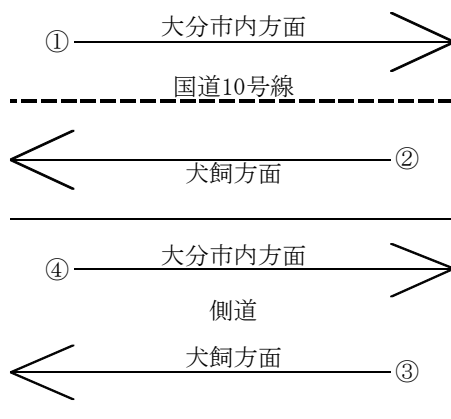 ① 大分市内方面
国道10号線
② 犬飼方面
④ 大分市内方面
側道
犬飼方面 ③